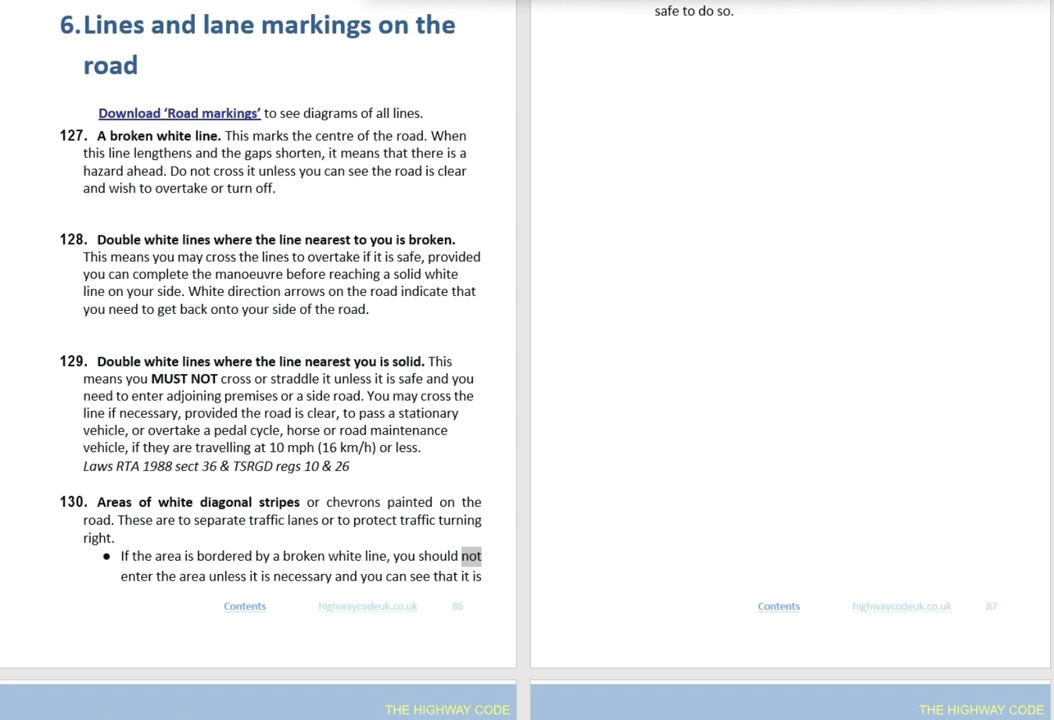 6. Lines and lane markings on the
road
Download ‘Road markings’ to see diagrams of all lines.
127. A broken white line. This marks the centre of the road. When
this line lengthens and the gaps shorten, it means that there is a
hazard ahead. Do not cross it unless you can see the road is clear
and wish to overtake or turn off.
128. Double white lines where the line nearest to you is broken.
This means you may cross the lines to overtake if it is safe, provided
you can complete the manoeuvre before reaching a solid white
line on your side. White direction arrows on the road indicate that
you need to get back onto your side of the road.
129. Double white lines where the line nearest you is solid. This
means you MUST NOT cross or straddle it unless it is safe and you
need to enter adjoining premises or a side road. You may cross the
line if necessary, provided the road is clear, to pass a stationary
vehicle, or overtake a pedal cycle, horse or road maintenance
vehicle, if they are travelling at 10 mph (16 km/h) or less.
Laws RTA 1988 sect 36 & TSRGD regs 10 & 26
130. Areas of white diagonal stripes or chevrons painted on the
road. These are to separate traffic lanes or to protect traffic turning
right.
● If the area is bordered by a broken white line, you should not
enter the area unless it is necessary and you can see that it is
Contents highwaycodeuk.co.uk 86
THE HIGHWAY CODE
safe to do so.
Contents highwaycodeuk.co.uk 87
THE HIGHWAY CODE